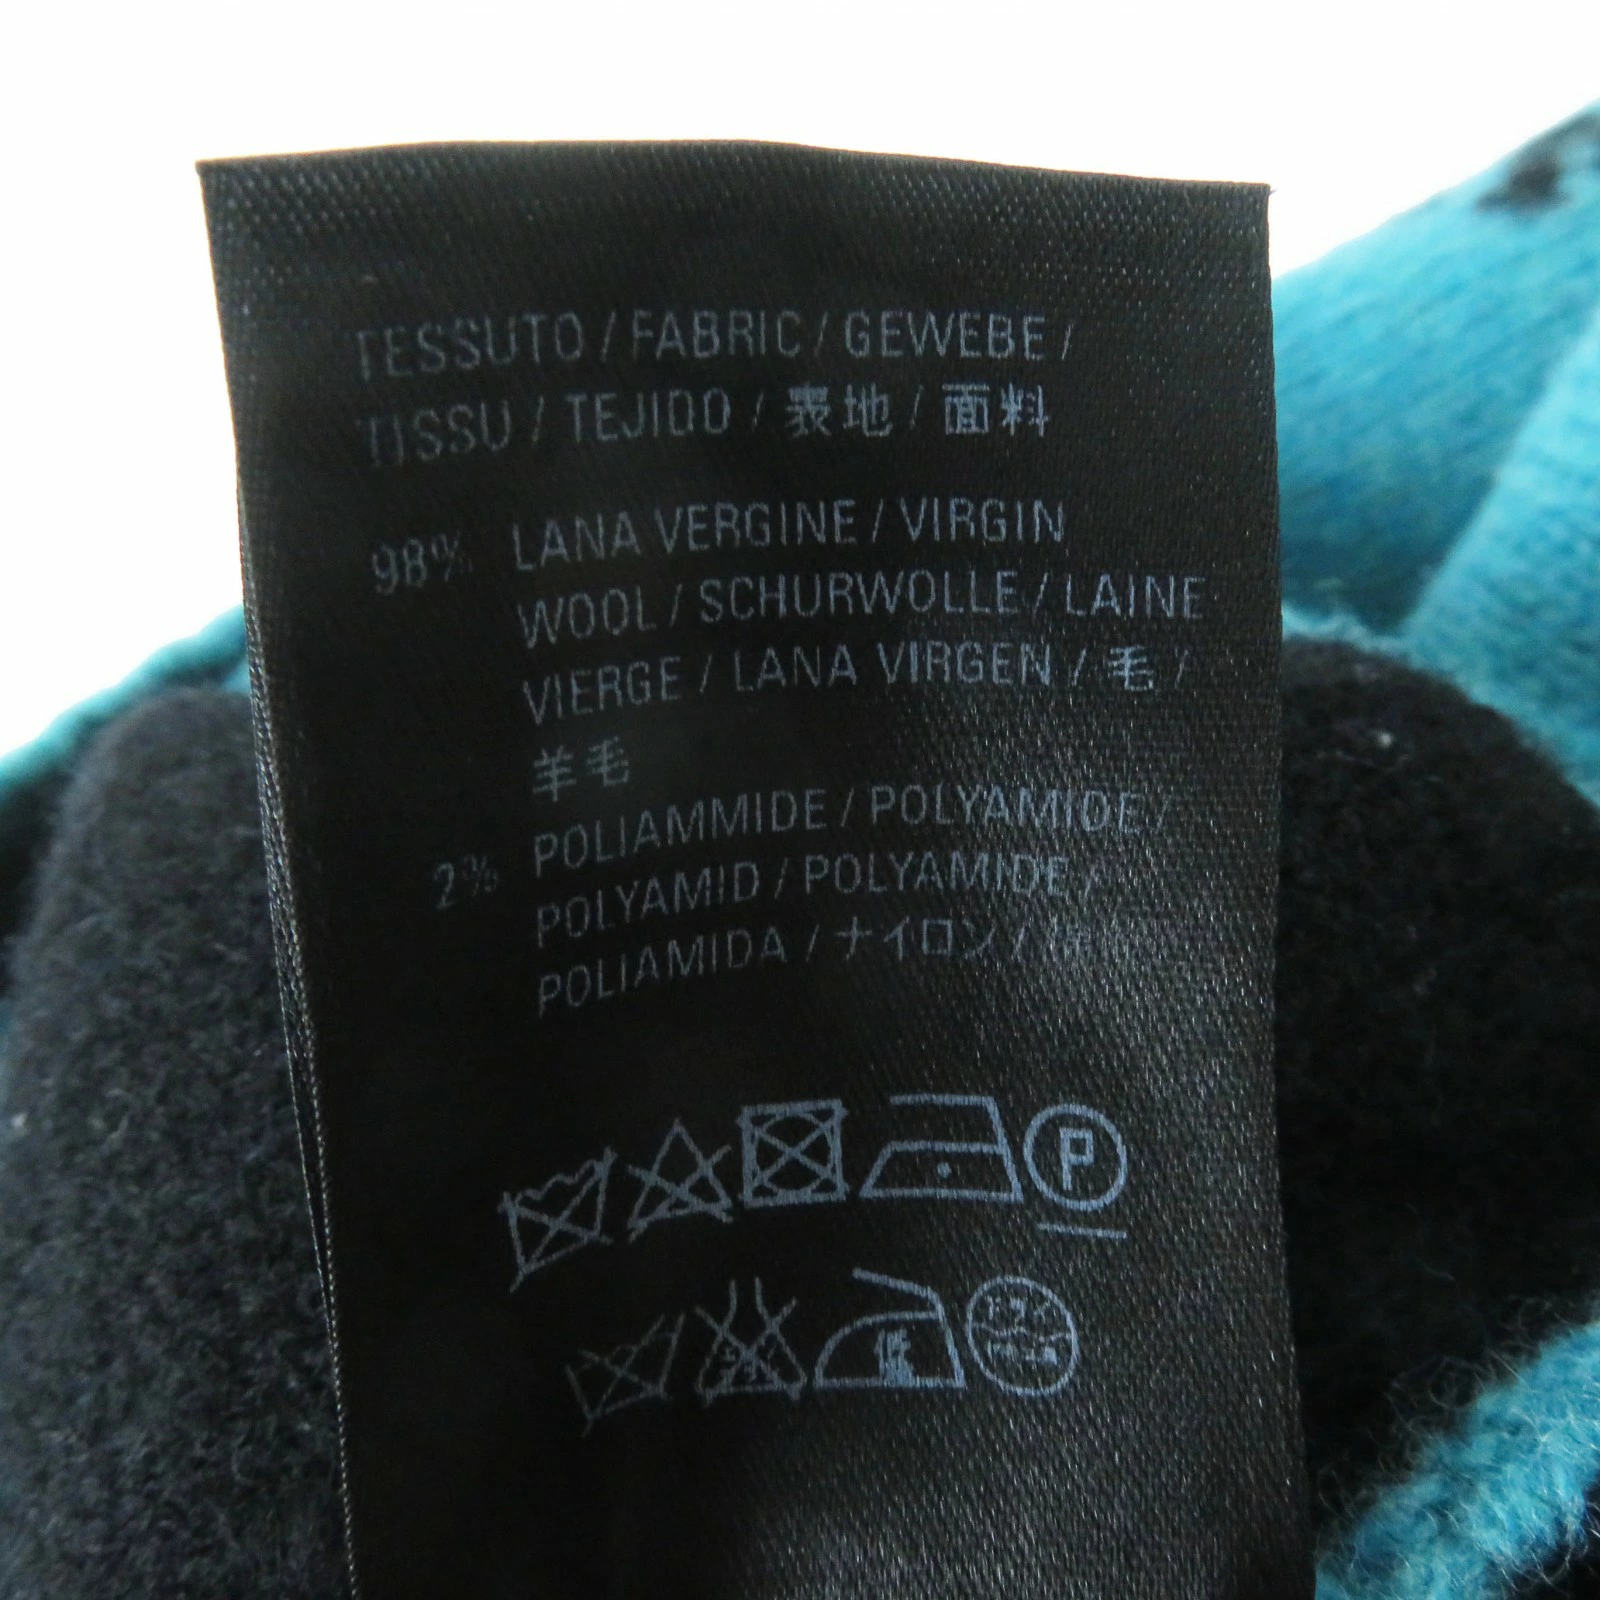 TESSUTO / FABRIC / GEWEBE /
TISSU / TEJIDO / 表地 / 面料
98% LANA VERGINE / VIRGIN
WOOL / SCHURWOLLE / LAINE
VIERGE / LANA VIRGEN / 毛 /
羊毛
2% POLIAMMIDE / POLYAMIDE /
POLYAMID / POLYAMIDE /
POLIAMIDA / ナイロン /
P
低